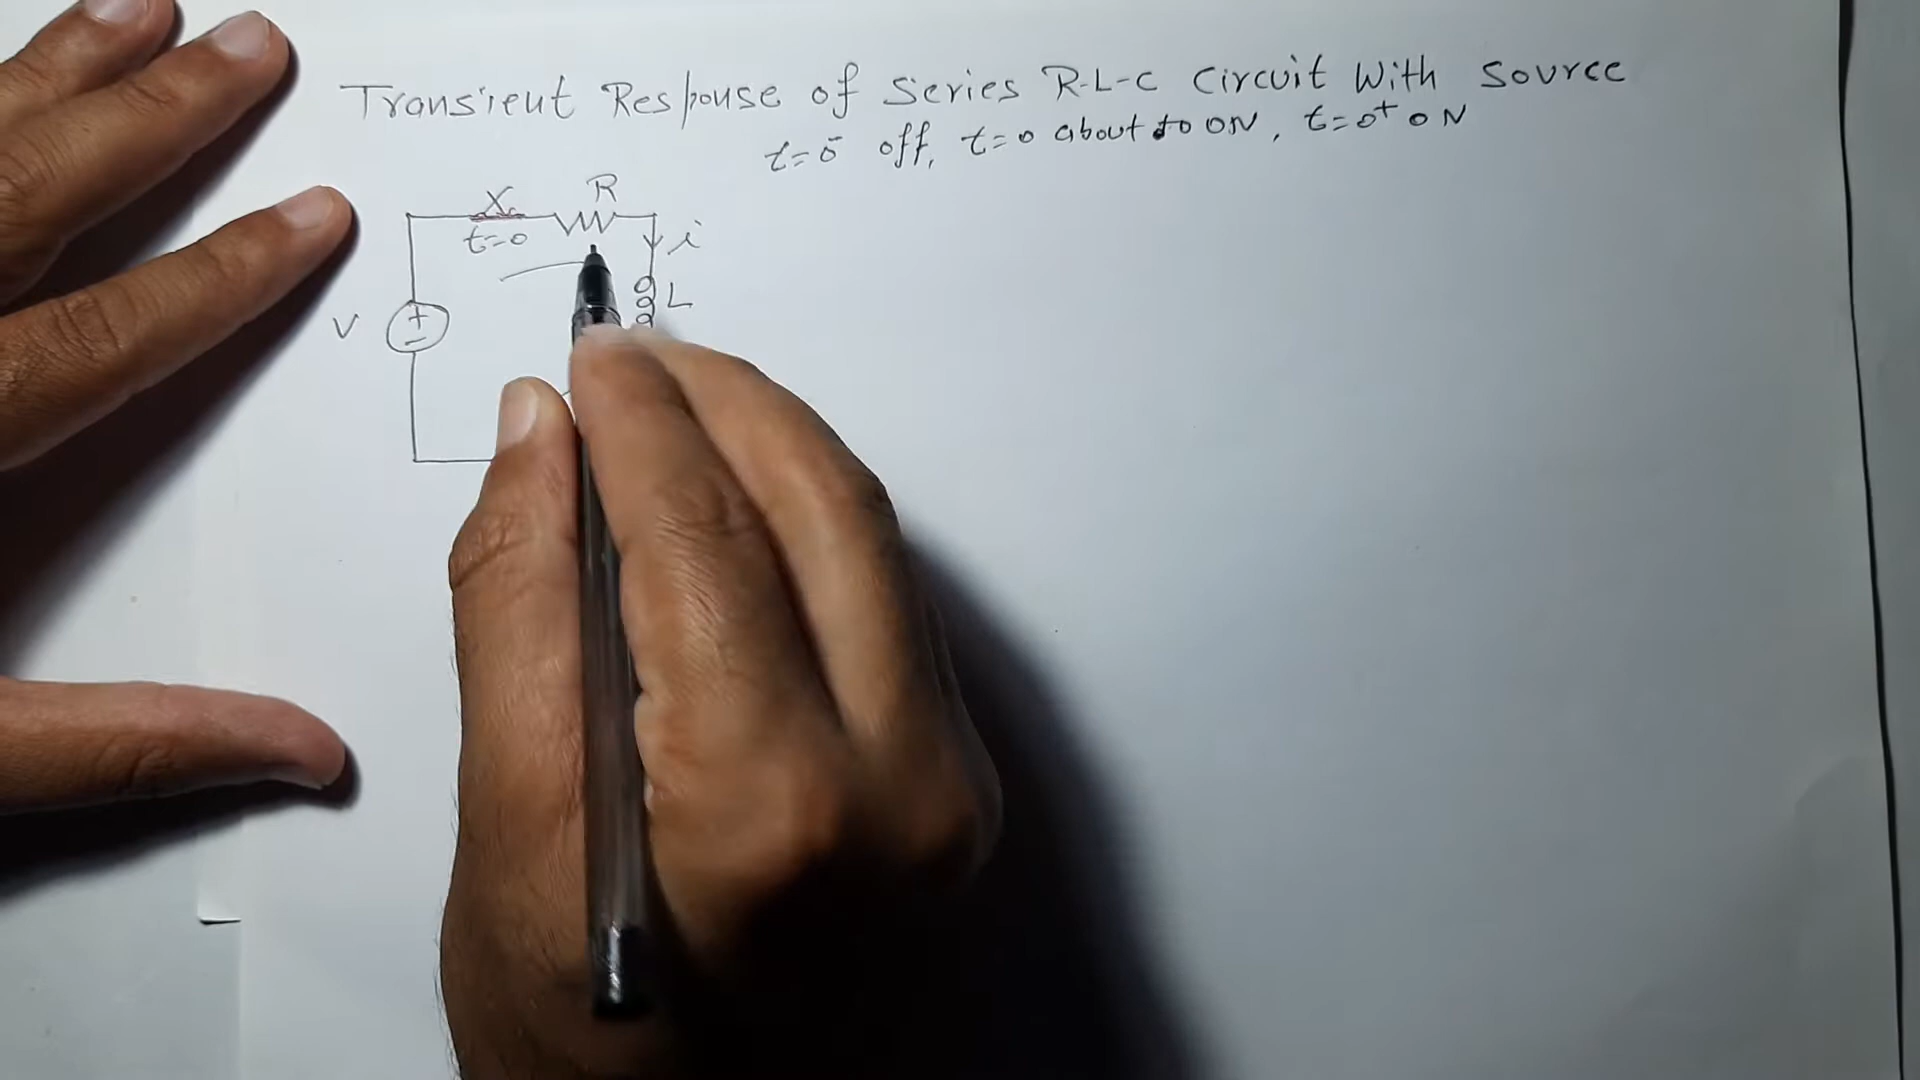 Transient Response of Series R-L-C Circuit With Source
t=0⁻ off, t=0 about to ON, t=0⁺ ON
R
t=0
i
L
V
+
-